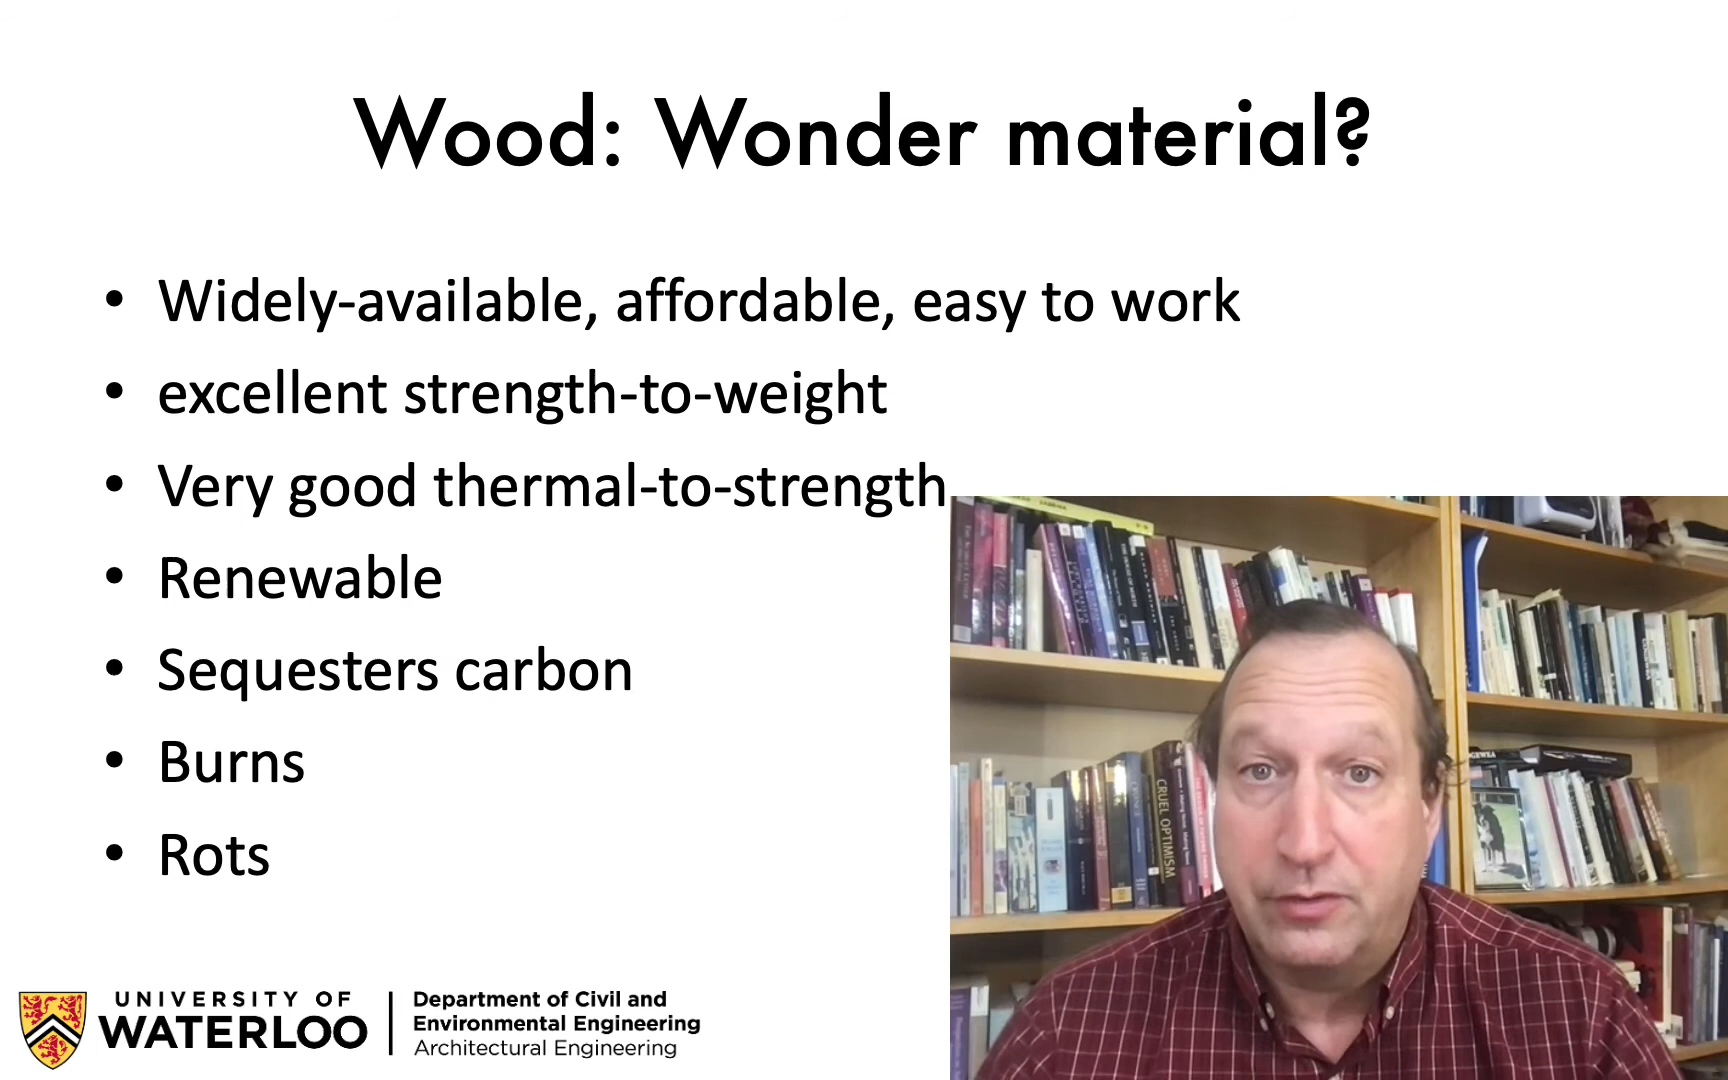 Wood: Wonder material?
• Widely-available, affordable, easy to work
• excellent strength-to-weight
• Very good thermal-to-strength
• Renewable
• Sequesters carbon
• Burns
• Rots
UNIVERSITY OF
WATERLOO
Department of Civil and
Environmental Engineering
Architectural Engineering
CRUEL OPTIMISM